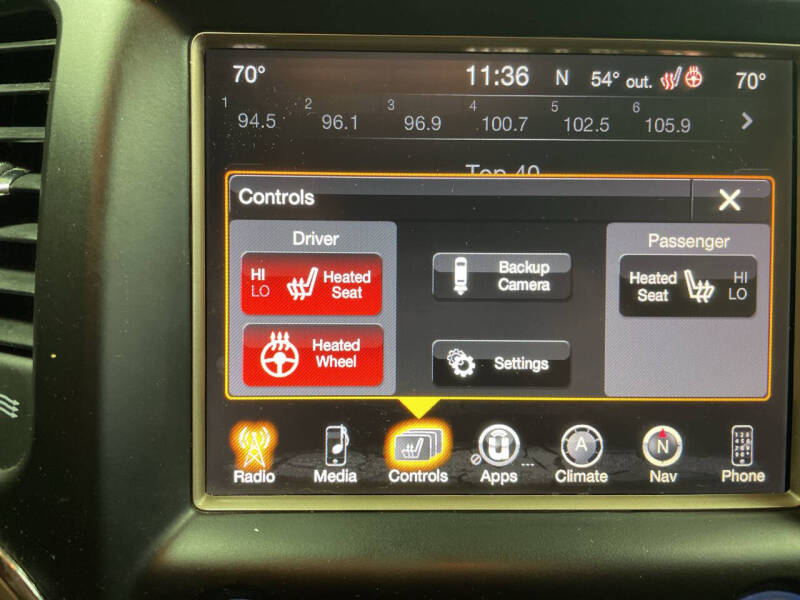 70° 11:36 N 54° out. 70°
1 94.5 2 96.1 3 96.9 4 100.7 5 102.5 6 105.9
Top 40
Controls
Driver
Passenger
HI
LO
Heated
Seat
Backup
Camera
Heated
Seat
HI
LO
Heated
Wheel
Settings
A
N
Radio Media Controls Apps Climate Nav Phone